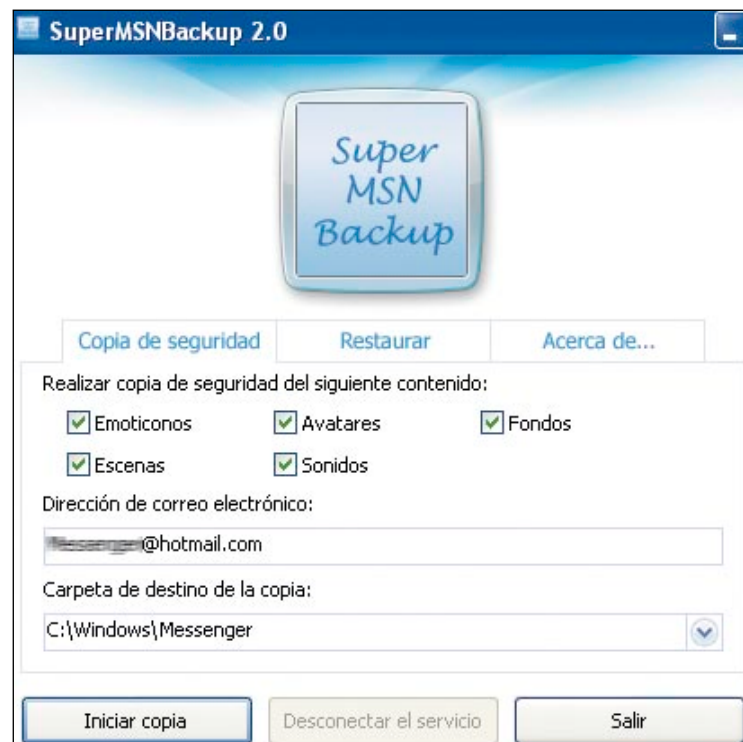 SuperMSNBackup 2.0
Super
MSN
Backup
Copia de seguridad Restaurar Acerca de...
Realizar copia de seguridad del siguiente contenido:
Emoticonos Avatares Fondos
Escenas Sonidos
Dirección de correo electrónico:
@hotmail.com
Carpeta de destino de la copia:
C:\Windows\Messenger
Iniciar copia Desconectar el servicio Salir